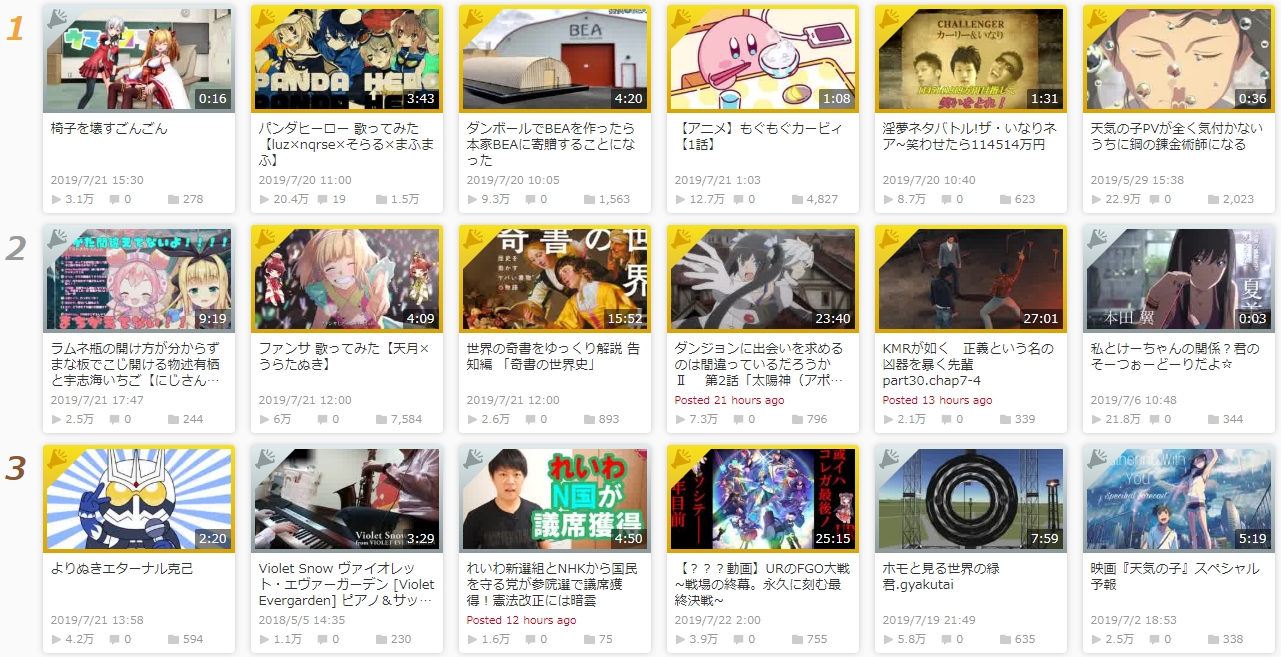 1
0:16
椅子を壊すごんごん
2019/7/21 15:30
3.1万 0 278
PANDA HERO
3:43
パンダヒーロー 歌ってみた
【luz×nqrse×そらる×まふま
ふ】
2019/7/20 11:00
20.4万 19 1.5万
BEA
4:20
ダンボールでBEAを作ったら
本家BEAに寄贈することにな
った
2019/7/20 10:05
9.3万 0 1,563
1:08
【アニメ】もぐもぐカービィ
【1話】
2019/7/21 1:03
12.7万 0 4,827
CHALLENGER
カーリー&いなり
笑いをとれ!
1:31
淫夢ネタバトル!ザ・いなりネ
ア~笑わせたら114514万円
2019/7/20 10:40
8.7万 0 623
0:36
天気の子PVが全く気付かない
うちに鋼の錬金術師になる
2019/5/29 15:38
22.9万 0 2,023
2
かた間違えてないよ!!!!
9:19
ラムネ瓶の開け方が分からず
まな板でこじ開ける物述有栖
と宇志海いちご【にじさん…
2019/7/21 17:47
2.5万 0 244
4:09
ファンサ 歌ってみた【天月×
うらたぬき】
2019/7/21 12:00
6万 0 7,584
奇書の世界
歴史を
動かす
ヤバい書物
の物語
15:52
世界の奇書をゆっくり解説 告
知編 「奇書の世界史」
2019/7/21 12:00
2.6万 0 893
23:40
ダンジョンに出会いを求める
のは間違っているだろうか
Ⅱ 第2話「太陽神（アポ…
Posted 21 hours ago
7.3万 0 796
27:01
KMRが如く 正義という名の
凶器を暴く先輩
part30.chap7-4
Posted 13 hours ago
2.1万 0 339
本田 翼
夏美
0:03
私とけーちゃんの関係？君の
そーつぉーどーりだよ☆
2019/7/6 10:48
21.8万 0 344
3
2:20
よりぬきエターナル克己
2019/7/21 13:58
4.2万 0 594
Violet Snow
from VIOLET EV
3:29
Violet Snow ヴァイオレッ
ト・エヴァーガーデン [Violet
Evergarden] ピアノ＆サッ…
2018/5/5 14:35
1.1万 0 230
れいわ
N国が
議席獲得
4:50
れいわ新選組とNHKから国民
を守る党が参院選で議席獲
得！憲法改正には暗雲
Posted 12 hours ago
1.6万 0 75
25:15
【？？？動画】URのFGO大戦
~戦場の終幕。永久に刻む最
終決戦~
2019/7/22 2:00
3.9万 0 755
7:59
ホモと見る世界の緑
君.gyakutai
2019/7/19 21:49
5.8万 0 635
athering With
You
Special Forecast
5:19
映画『天気の子』スペシャル
予報
2019/7/2 18:53
2.5万 0 338